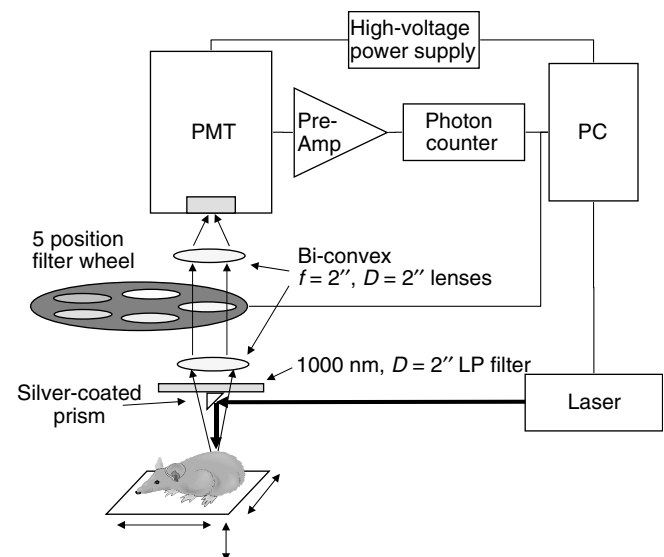 High-voltage
power supply
PMT
Pre-
Amp
Photon
counter
PC
5 position
filter wheel
Bi-convex
f = 2″, D = 2″ lenses
1000 nm, D = 2″ LP filter
Silver-coated
prism
Laser